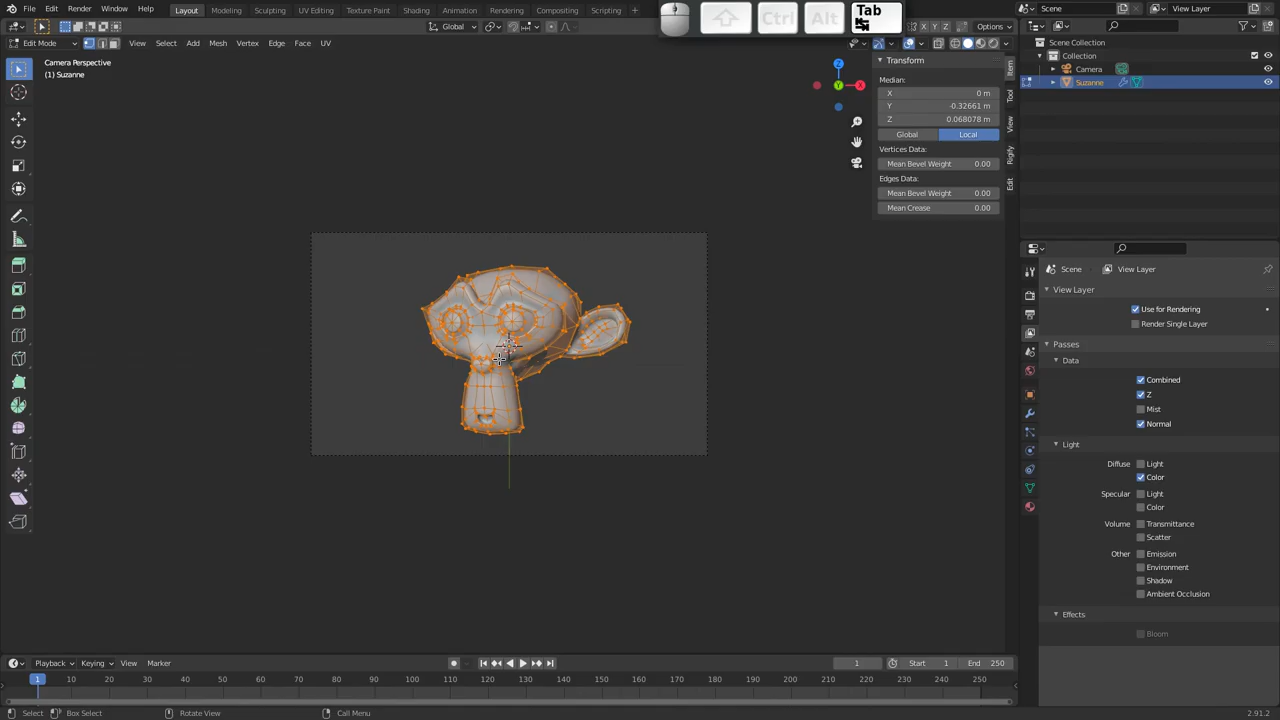 File Edit Render Window Help Layout Modeling Sculpting UV Editing Texture Paint Shading Animation Rendering Compositing Scripting + Ctrl Alt Tab Scene View Layer
Global X Y Z Options
Edit Mode View Select Add Mesh Vertex Edge Face UV
Camera Perspective
(1) Suzanne
Z
Y
X
Transform
Median:
X 0 m
Y -0.32661 m
Z 0.068078 m
Global Local
Vertices Data:
Mean Bevel Weight 0.00
Edges Data:
Mean Bevel Weight 0.00
Mean Crease 0.00
Item
Tool
View
Rigify
Edit
Scene Collection
Collection
Camera
Suzanne
Scene View Layer
View Layer
Use for Rendering
Render Single Layer
Passes
Data
Combined
Z
Mist
Normal
Light
Diffuse Light
Color
Specular Light
Color
Volume Transmittance
Scatter
Other Emission
Environment
Shadow
Ambient Occlusion
Effects
Bloom
Playback Keying View Marker 1 Start 1 End 250
1 10 20 30 40 50 60 70 80 90 100 110 120 130 140 150 160 170 180 190 200 210 220 230 240 250
Select Box Select Rotate View Call Menu 2.91.2